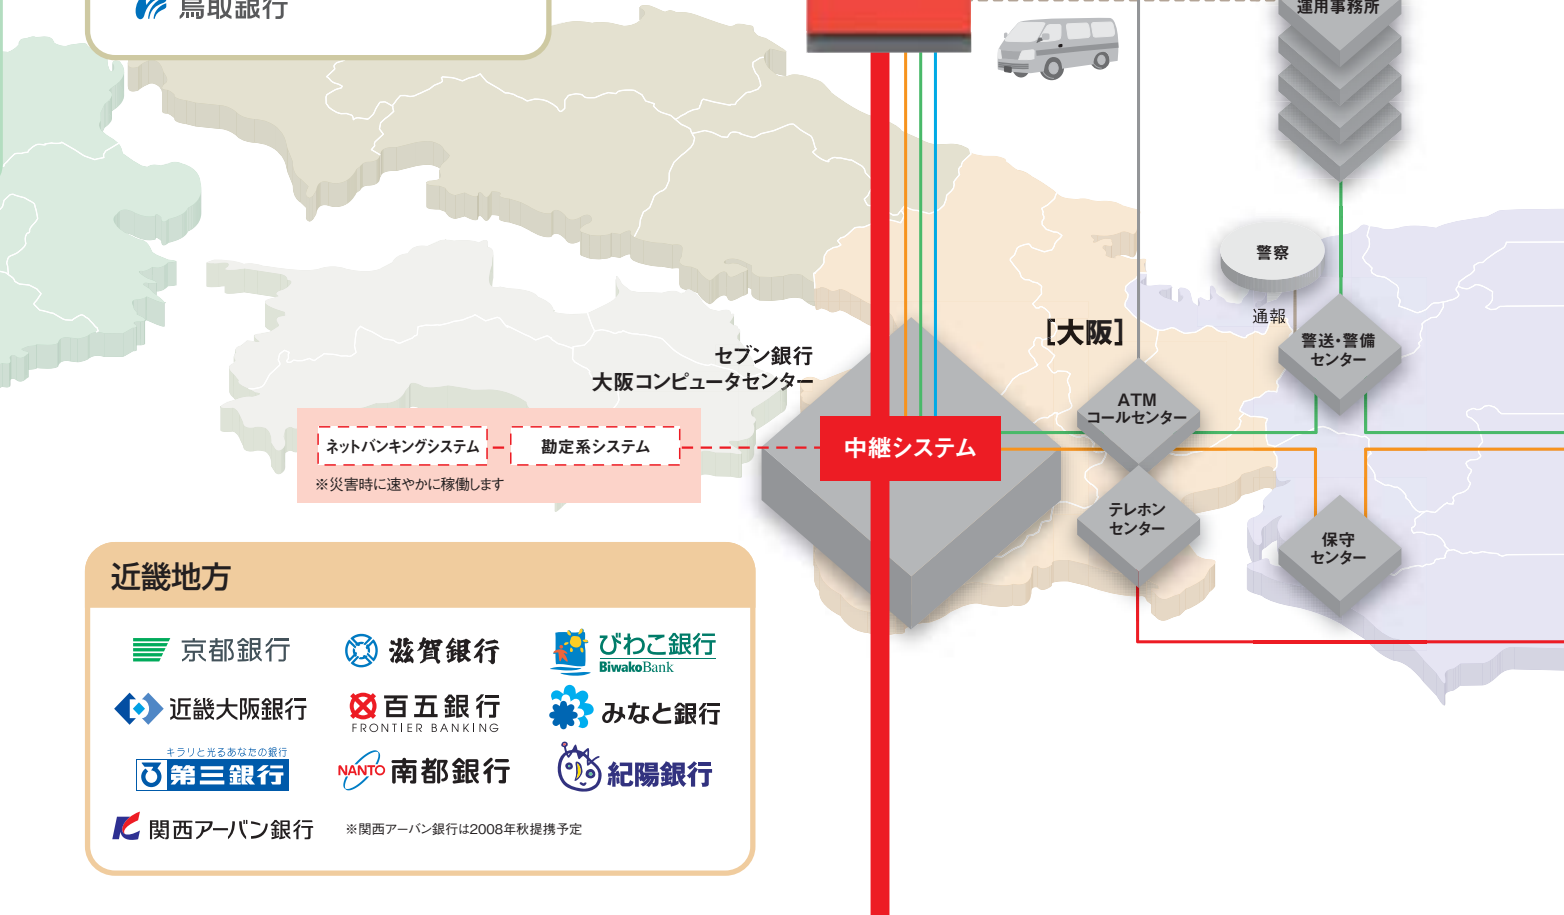 鳥取銀行
運用事務所
警察
通報
[大阪]
警送・警備
センター
セブン銀行
大阪コンピュータセンター
ATM
コールセンター
ネットバンキングシステム
勘定系システム
中継システム
※災害時に速やかに稼働します
テレホン
センター
保守
センター
近畿地方
京都銀行
滋賀銀行
びわこ銀行
BiwakoBank
近畿大阪銀行
百五銀行
FRONTIER BANKING
みなと銀行
キラリと光るあなたの銀行
第三銀行
NANTO 南都銀行
紀陽銀行
関西アーバン銀行
※関西アーバン銀行は2008年秋提携予定